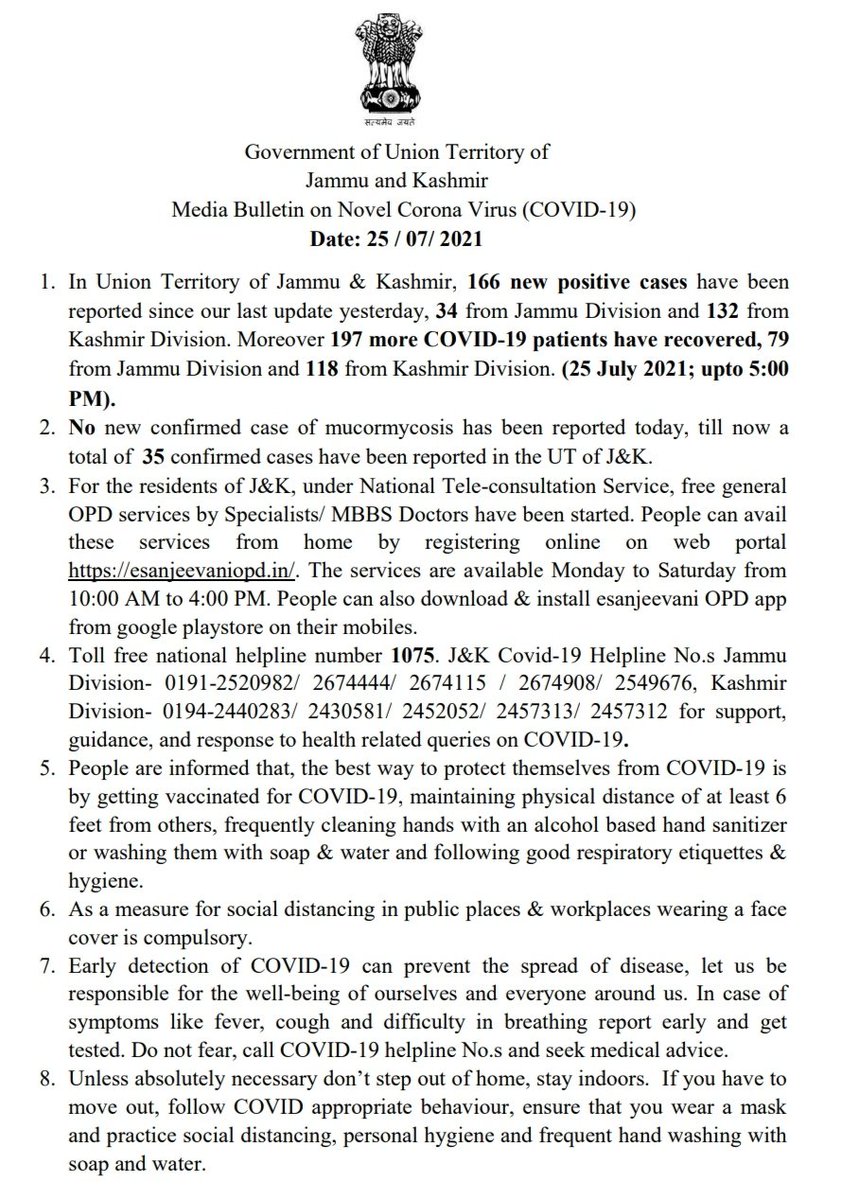 सत्यमेव जयते
Government of Union Territory of
Jammu and Kashmir
Media Bulletin on Novel Corona Virus (COVID-19)
Date: 25 / 07/ 2021
1. In Union Territory of Jammu & Kashmir, 166 new positive cases have been
reported since our last update yesterday, 34 from Jammu Division and 132 from
Kashmir Division. Moreover 197 more COVID-19 patients have recovered, 79
from Jammu Division and 118 from Kashmir Division. (25 July 2021; upto 5:00
PM).
2. No new confirmed case of mucormycosis has been reported today, till now a
total of 35 confirmed cases have been reported in the UT of J&K.
3. For the residents of J&K, under National Tele-consultation Service, free general
OPD services by Specialists/ MBBS Doctors have been started. People can avail
these services from home by registering online on web portal
https://esanjeevaniopd.in/. The services are available Monday to Saturday from
10:00 AM to 4:00 PM. People can also download & install esanjeevani OPD app
from google playstore on their mobiles.
4. Toll free national helpline number 1075. J&K Covid-19 Helpline No.s Jammu
Division- 0191-2520982/ 2674444/ 2674115 / 2674908/ 2549676, Kashmir
Division- 0194-2440283/ 2430581/ 2452052/ 2457313/ 2457312 for support,
guidance, and response to health related queries on COVID-19.
5. People are informed that, the best way to protect themselves from COVID-19 is
by getting vaccinated for COVID-19, maintaining physical distance of at least 6
feet from others, frequently cleaning hands with an alcohol based hand sanitizer
or washing them with soap & water and following good respiratory etiquettes &
hygiene.
6. As a measure for social distancing in public places & workplaces wearing a face
cover is compulsory.
7. Early detection of COVID-19 can prevent the spread of disease, let us be
responsible for the well-being of ourselves and everyone around us. In case of
symptoms like fever, cough and difficulty in breathing report early and get
tested. Do not fear, call COVID-19 helpline No.s and seek medical advice.
8. Unless absolutely necessary don’t step out of home, stay indoors. If you have to
move out, follow COVID appropriate behaviour, ensure that you wear a mask
and practice social distancing, personal hygiene and frequent hand washing with
soap and water.